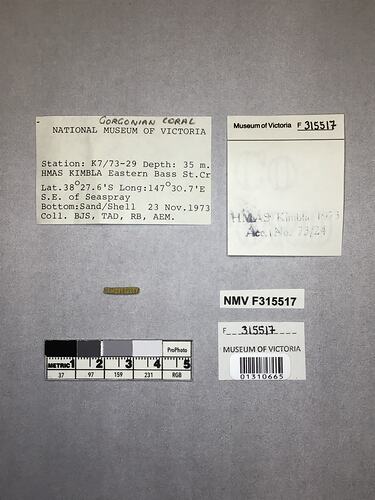 GORGONIAN CORAL
NATIONAL MUSEUM OF VICTORIA
Station: K7/73-29 Depth: 35 m.
HMAS KIMBLA Eastern Bass St.Cr
Lat.38°27.6'S Long:147°30.7'E
S.E. of Seaspray
Bottom:Sand/Shell 23 Nov.1973
Coll. BJS, TAD, RB, AEM.
Museum of Victoria F 315517
HMAS Kimbla 1973
Acc. No. 73/24
NMV F315517
F 315517
MUSEUM OF VICTORIA
01310665
ProPhoto
METRIC 1 2 3 4 5
37 97 159 231 RGB